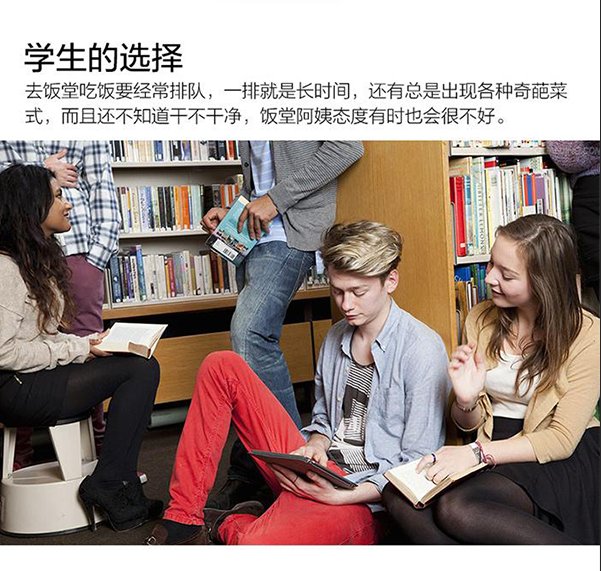 学生的选择
去饭堂吃饭要经常排队，一排就是长时间，还有总是出现各种奇葩菜
式，而且还不知道干不干净，饭堂阿姨态度有时也会很不好。